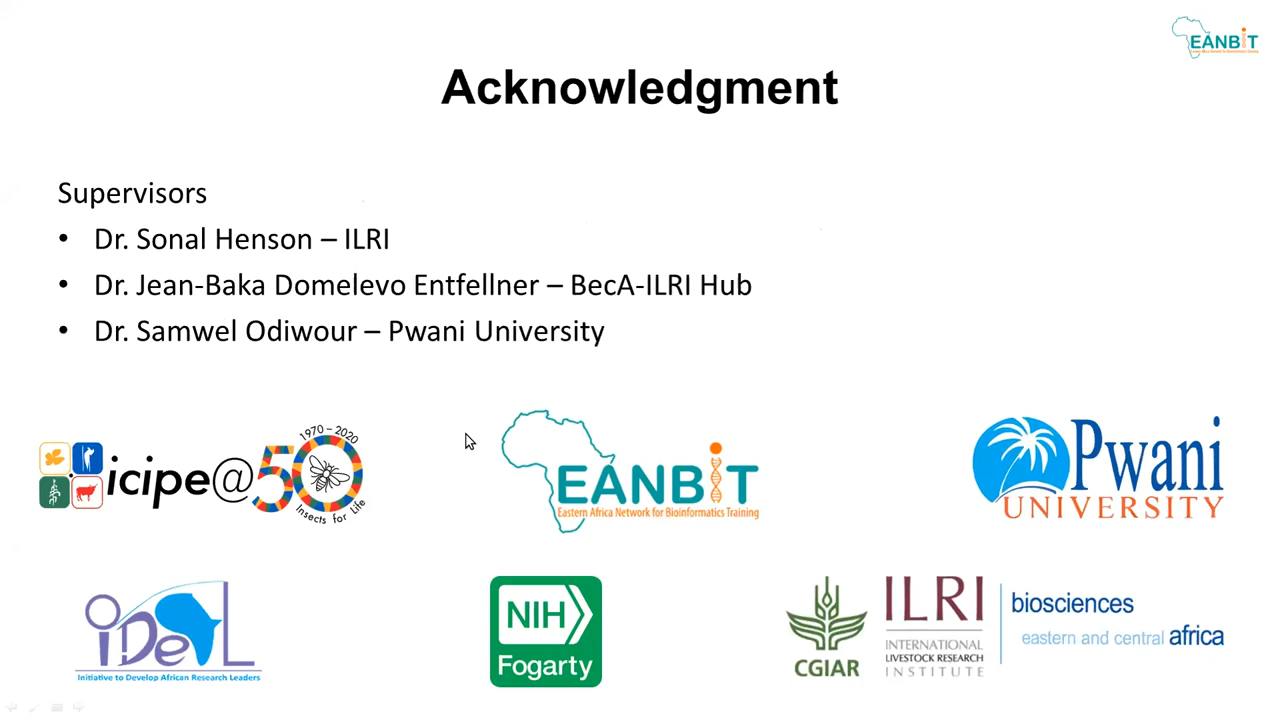 EANBiT
Acknowledgment
Supervisors
• Dr. Sonal Henson – ILRI
• Dr. Jean-Baka Domelevo Entfellner – BecA-ILRI Hub
• Dr. Samwel Odiwour – Pwani University
1970 – 2020
icipe@50
Insects for Life
EANBiT
Eastern Africa Network for Bioinformatics Training
Pwani
UNIVERSITY
iDeAL
Initiative to Develop African Research Leaders
NIH
Fogarty
CGIAR
ILRI
INTERNATIONAL
LIVESTOCK RESEARCH
INSTITUTE
biosciences
eastern and central africa